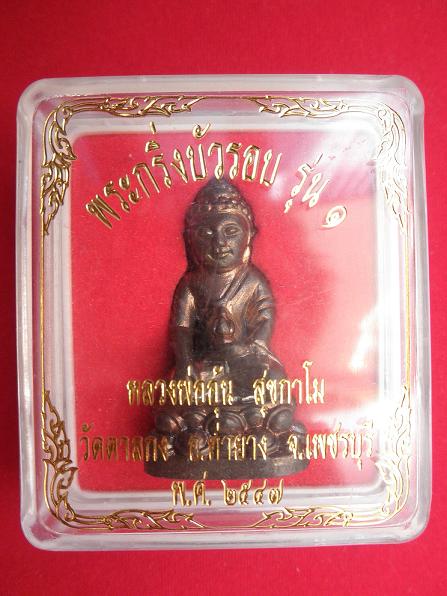 พระกริ่งบัวรอบ รุ่น ๑
หลวงพ่ออุ้น สุขกาโม
วัดตาลกง อ.ท่ายาง จ.เพชรบุรี
พ.ศ. ๒๕๔๗